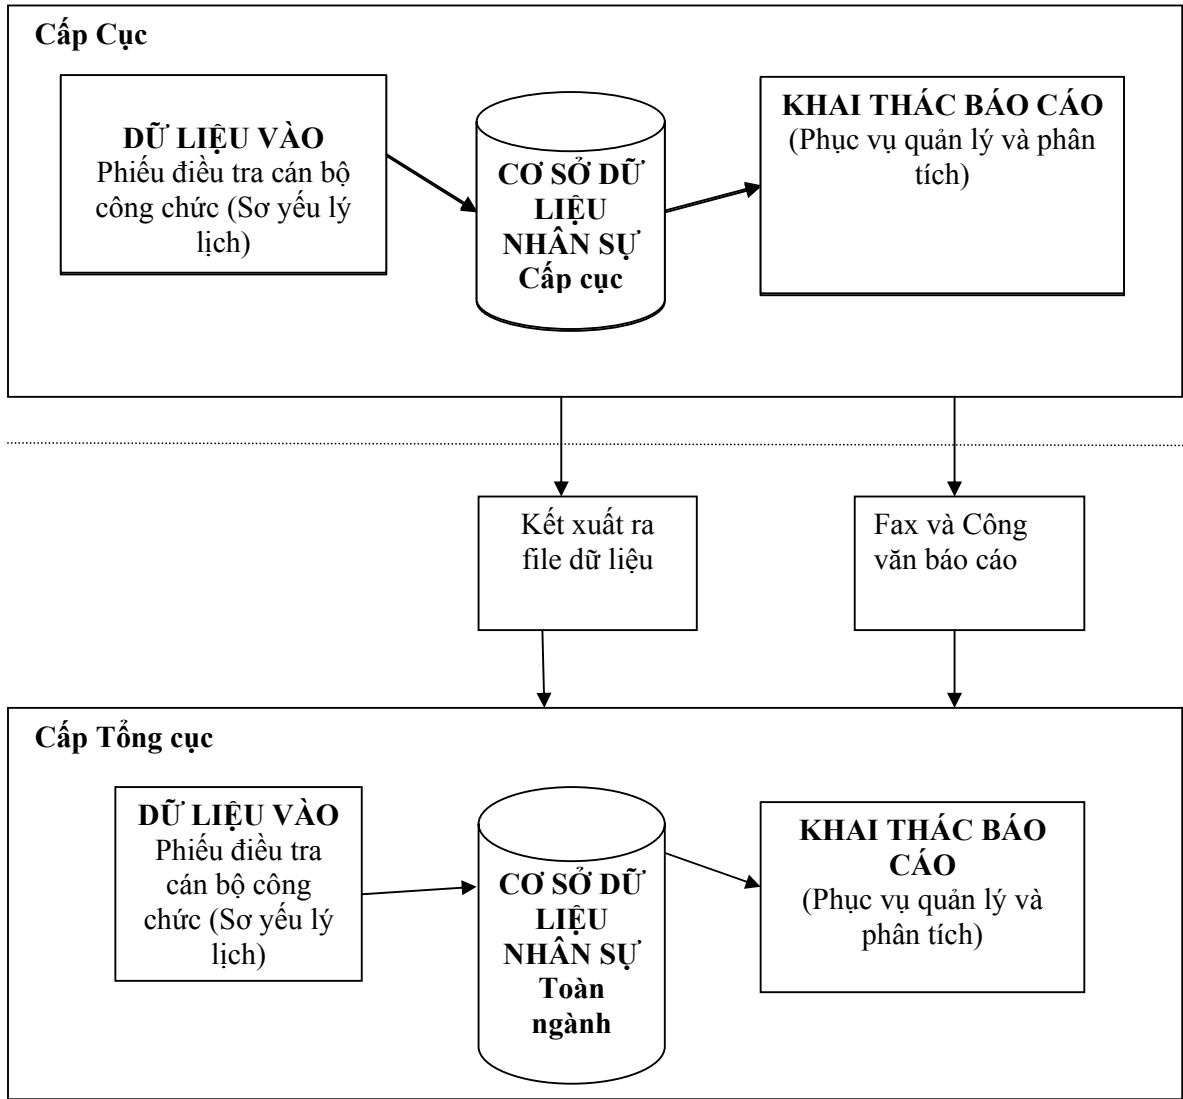 Cấp Cục
DỮ LIỆU VÀO
Phiếu điều tra cán bộ
công chức (Sơ yếu lý
lịch)
CƠ SỞ DỮ
LIỆU
NHÂN SỰ
Cấp cục
KHAI THÁC BÁO CÁO
(Phục vụ quản lý và phân
tích)
Kết xuất ra
file dữ liệu
Fax và Công
văn báo cáo
Cấp Tổng cục
DỮ LIỆU VÀO
Phiếu điều tra
cán bộ công
chức (Sơ yếu lý
lịch)
CƠ SỞ DỮ
LIỆU
NHÂN SỰ
Toàn
ngành
KHAI THÁC BÁO
CÁO
(Phục vụ quản lý và
phân tích)